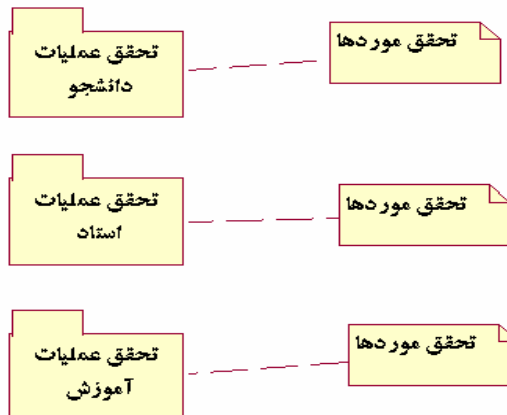 تحقق عملیات
دانشجو
تحقق موردها
تحقق عملیات
استاد
تحقق موردها
تحقق عملیات
آموزش
تحقق موردها